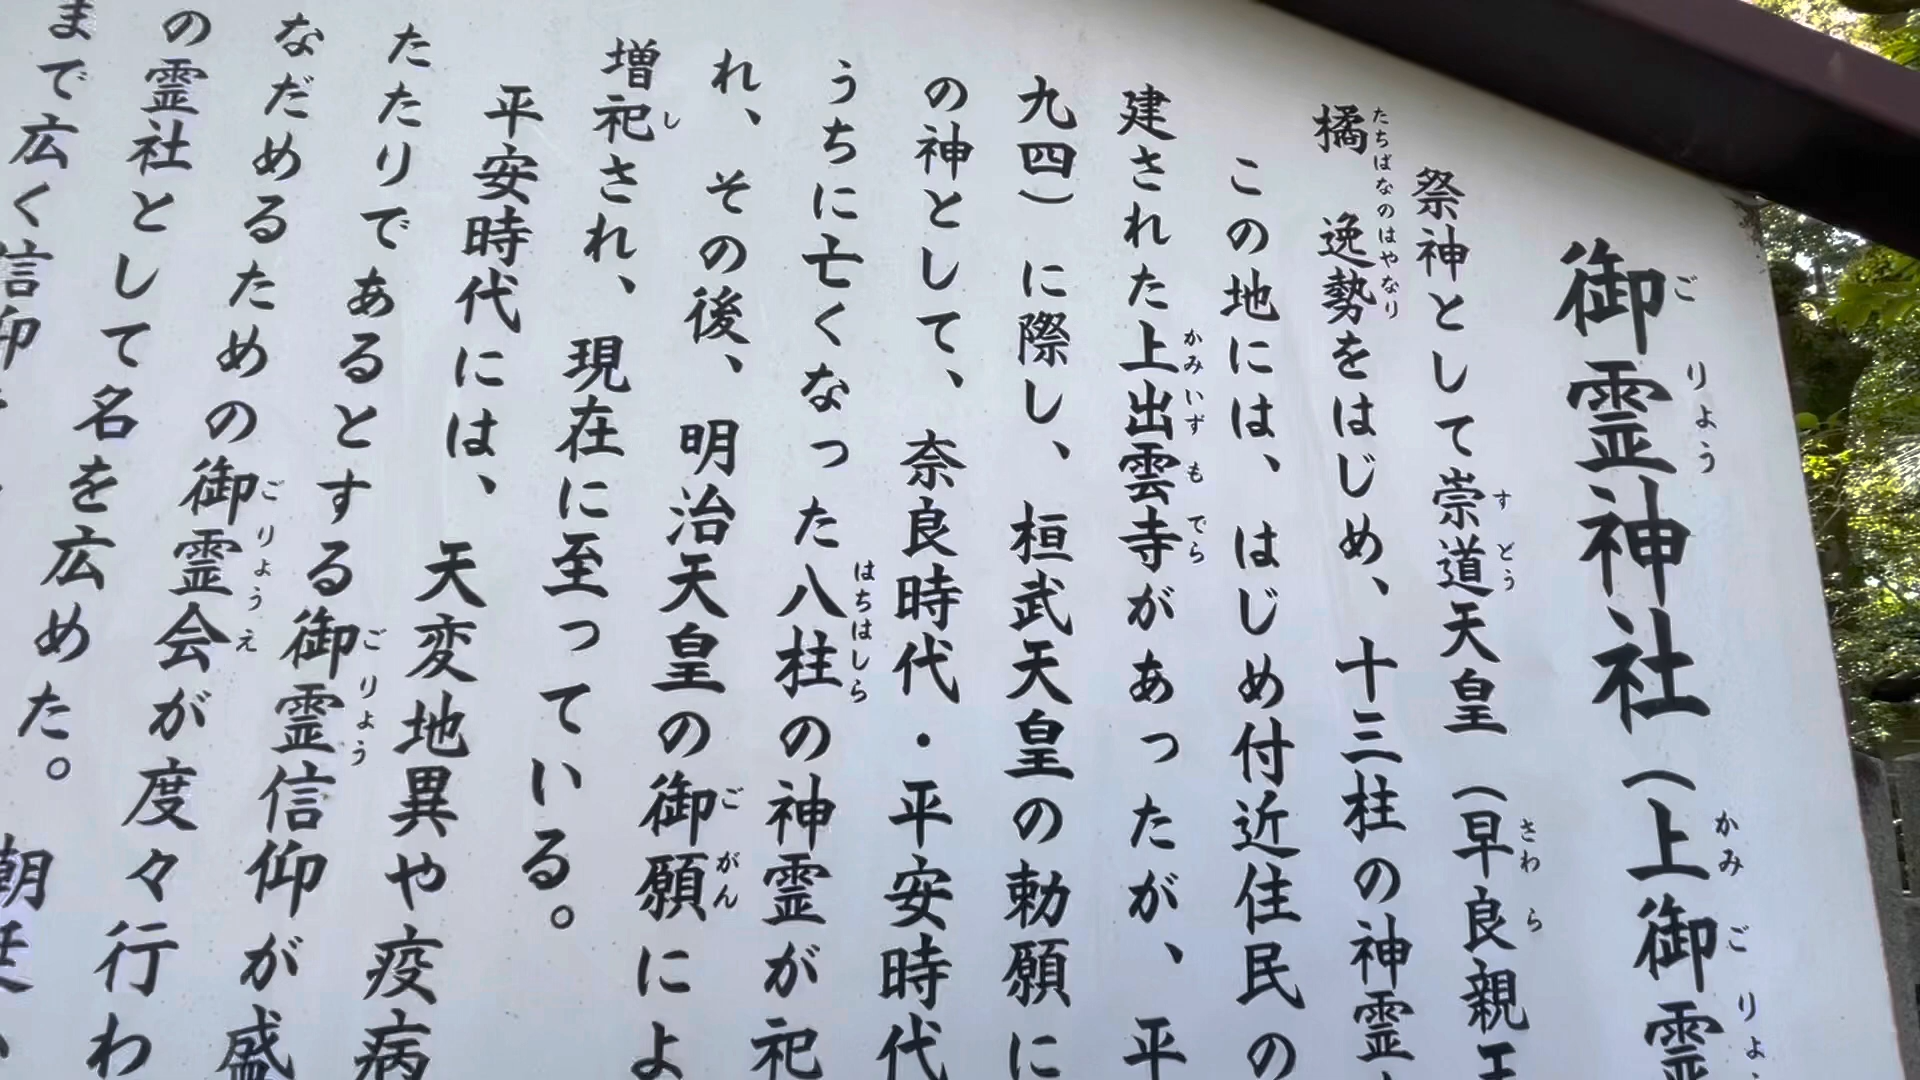 御霊神社（上御霊
祭神として崇道天皇（早良親王
橘逸勢をはじめ、十三柱の神霊
この地には、はじめ付近住民の
建された上出雲寺があったが、平
九四）に際し、桓武天皇の勅願に
の神として、奈良時代・平安時代
うちに亡くなった八柱の神霊が祀
れ、その後、明治天皇の御願によ
増祀され、現在に至っている。
平安時代には、天変地異や疫病
たたりであるとする御霊信仰が盛
なだめるための御霊会が度々行わ
の霊社として名を広めた。朝廷
まで広く信仰